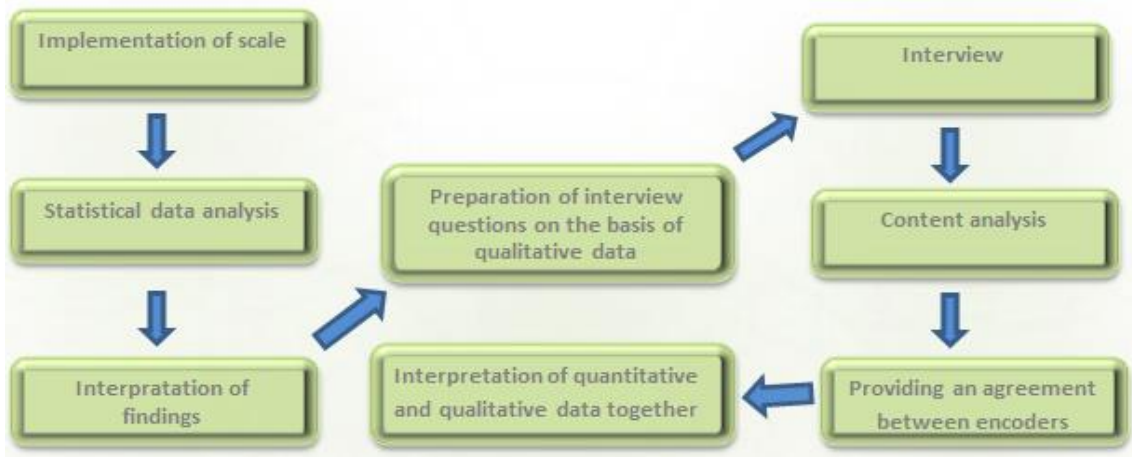 Implementation of scale
Statistical data analysis
Interpratation of
findings
Preparation of interview
questions on the basis of
qualitative data
Interview
Content analysis
Providing an agreement
between encoders
Interpretation of quantitative
and qualitative data together